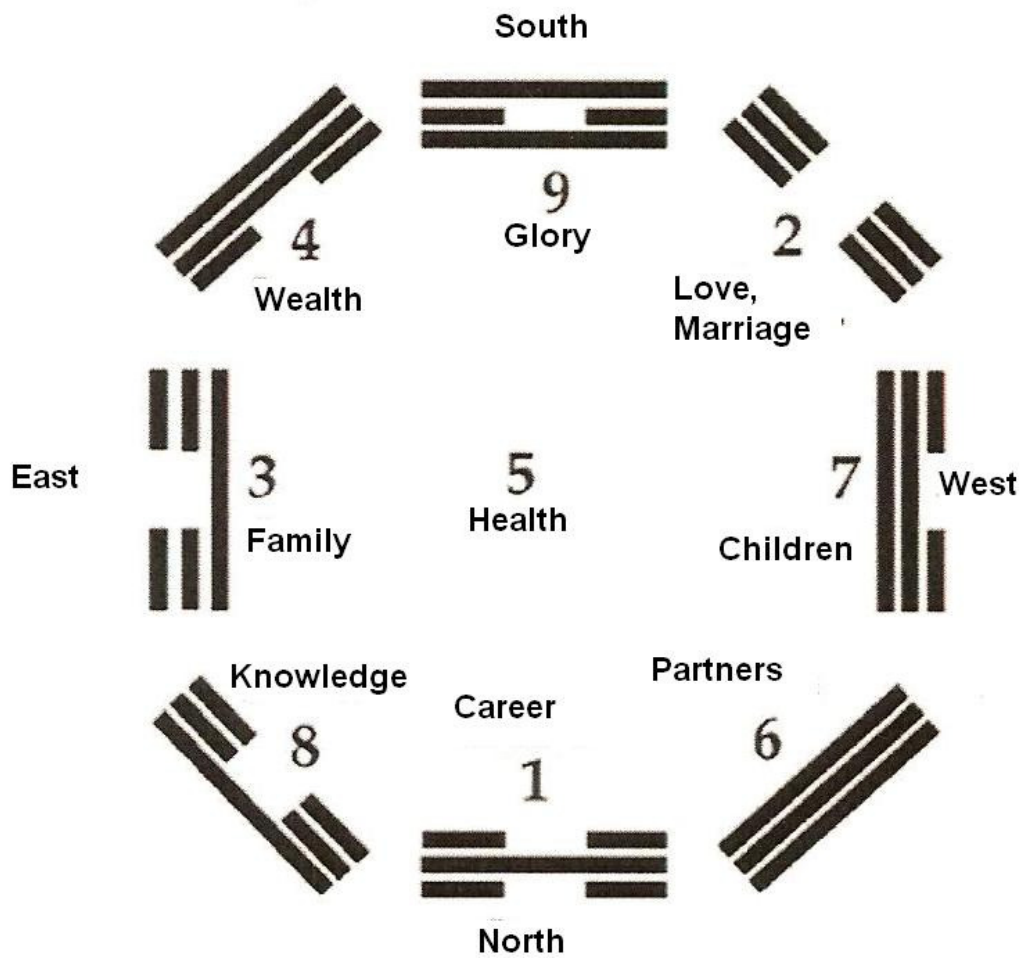 South
9
Glory
4
Wealth
2
Love,
Marriage
East
3
Family
5
Health
7
Children
West
Knowledge
8
Career
1
Partners
6
North